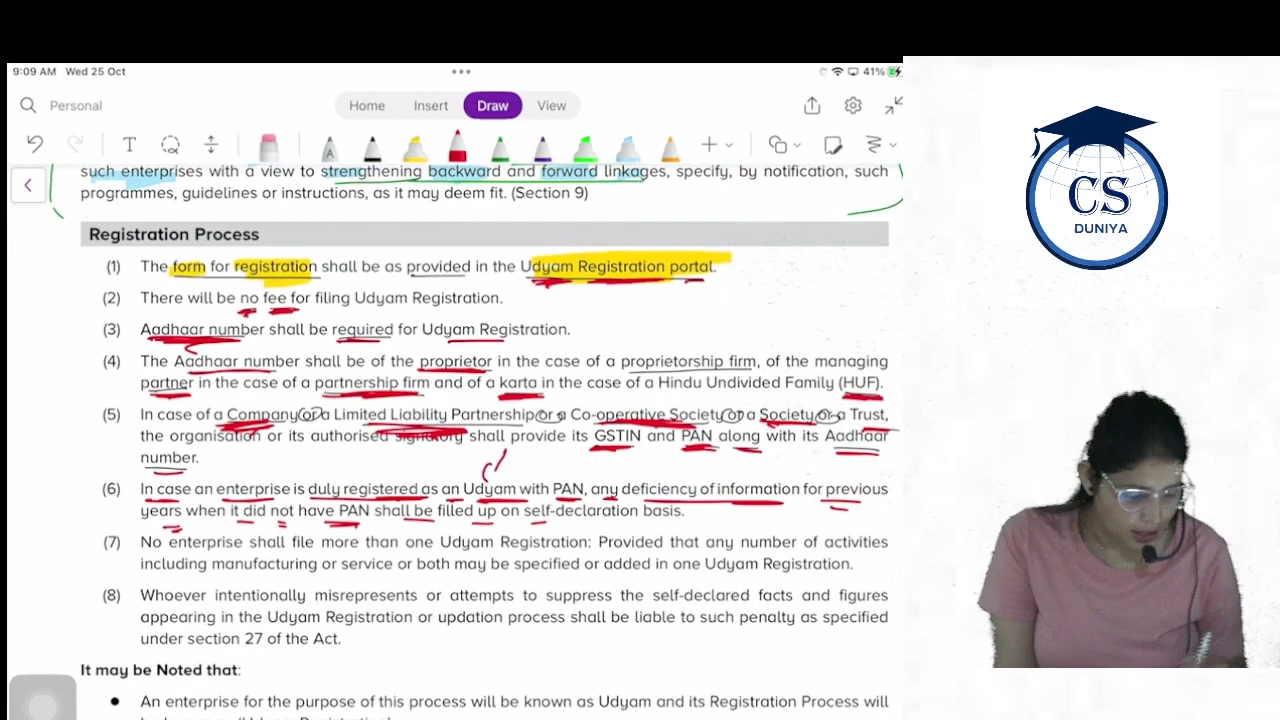 9:09 AM Wed 25 Oct
41%
Personal
Home Insert Draw View
T
A
such enterprises with a view to strengthening backward and forward linkages, specify, by notification, such
programmes, guidelines or instructions, as it may deem fit. (Section 9)
Registration Process
(1) The form for registration shall be as provided in the Udyam Registration portal.
(2) There will be no fee for filing Udyam Registration.
(3) Aadhaar number shall be required for Udyam Registration.
(4) The Aadhaar number shall be of the proprietor in the case of a proprietorship firm, of the managing
partner in the case of a partnership firm and of a karta in the case of a Hindu Undivided Family (HUF).
(5) In case of a Company or a Limited Liability Partnership or a Co-operative Society or a Society or a Trust,
the organisation or its authorised signatory shall provide its GSTIN and PAN along with its Aadhaar
number.
(6) In case an enterprise is duly registered as an Udyam with PAN, any deficiency of information for previous
years when it did not have PAN shall be filled up on self-declaration basis.
(7) No enterprise shall file more than one Udyam Registration: Provided that any number of activities
including manufacturing or service or both may be specified or added in one Udyam Registration.
(8) Whoever intentionally misrepresents or attempts to suppress the self-declared facts and figures
appearing in the Udyam Registration or updation process shall be liable to such penalty as specified
under section 27 of the Act.
It may be Noted that:
• An enterprise for the purpose of this process will be known as Udyam and its Registration Process will
CS
DUNIYA